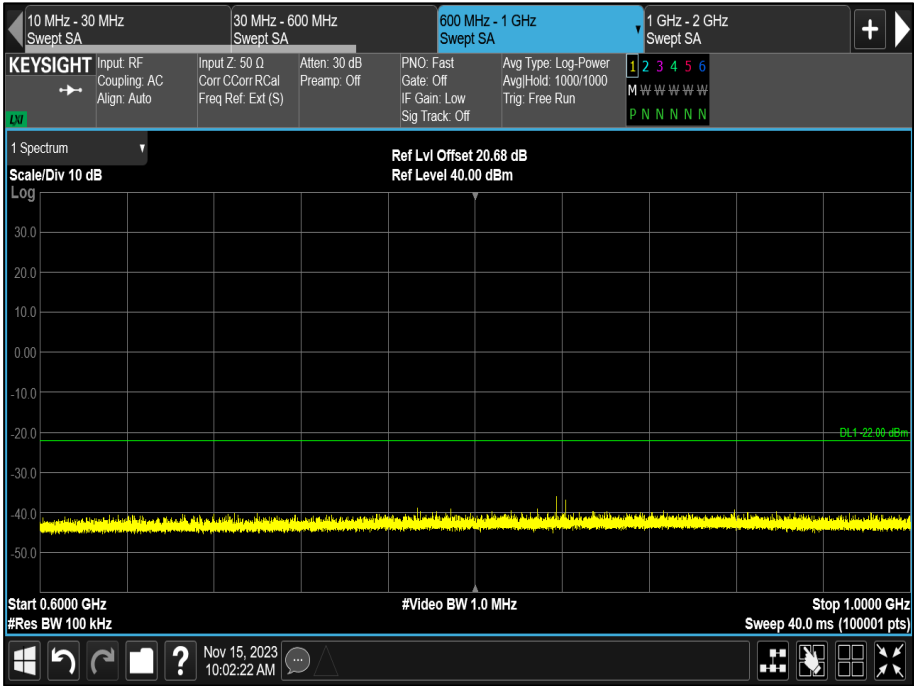 10 MHz - 30 MHz
Swept SA
30 MHz - 600 MHz
Swept SA
600 MHz - 1 GHz
Swept SA
1 GHz - 2 GHz
Swept SA
+
KEYSIGHT
LXI
Input: RF
Coupling: AC
Align: Auto
Input Z: 50 Ω
Corr CCorr RCal
Freq Ref: Ext (S)
Atten: 30 dB
Preamp: Off
PNO: Fast
Gate: Off
IF Gain: Low
Sig Track: Off
Avg Type: Log-Power
Avg|Hold: 1000/1000
Trig: Free Run
1 2 3 4 5 6
M W W W W W
P N N N N N
1 Spectrum
Scale/Div 10 dB
Ref Lvl Offset 20.68 dB
Ref Level 40.00 dBm
Log
30.0
20.0
10.0
0.00
-10.0
-20.0
DL1 -22.00 dBm
-30.0
-40.0
-50.0
Start 0.6000 GHz
#Video BW 1.0 MHz
Stop 1.0000 GHz
#Res BW 100 kHz
Sweep 40.0 ms (100001 pts)
?
Nov 15, 2023
10:02:22 AM